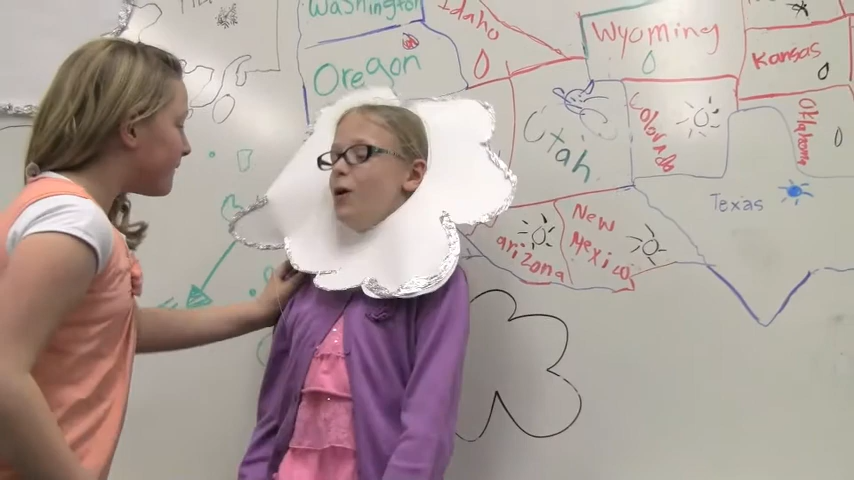 Washington
Idaho
Wyoming
Kansas
Oregon
Colorado
Oklahoma
Utah
Texas
New
Mexico
arizona